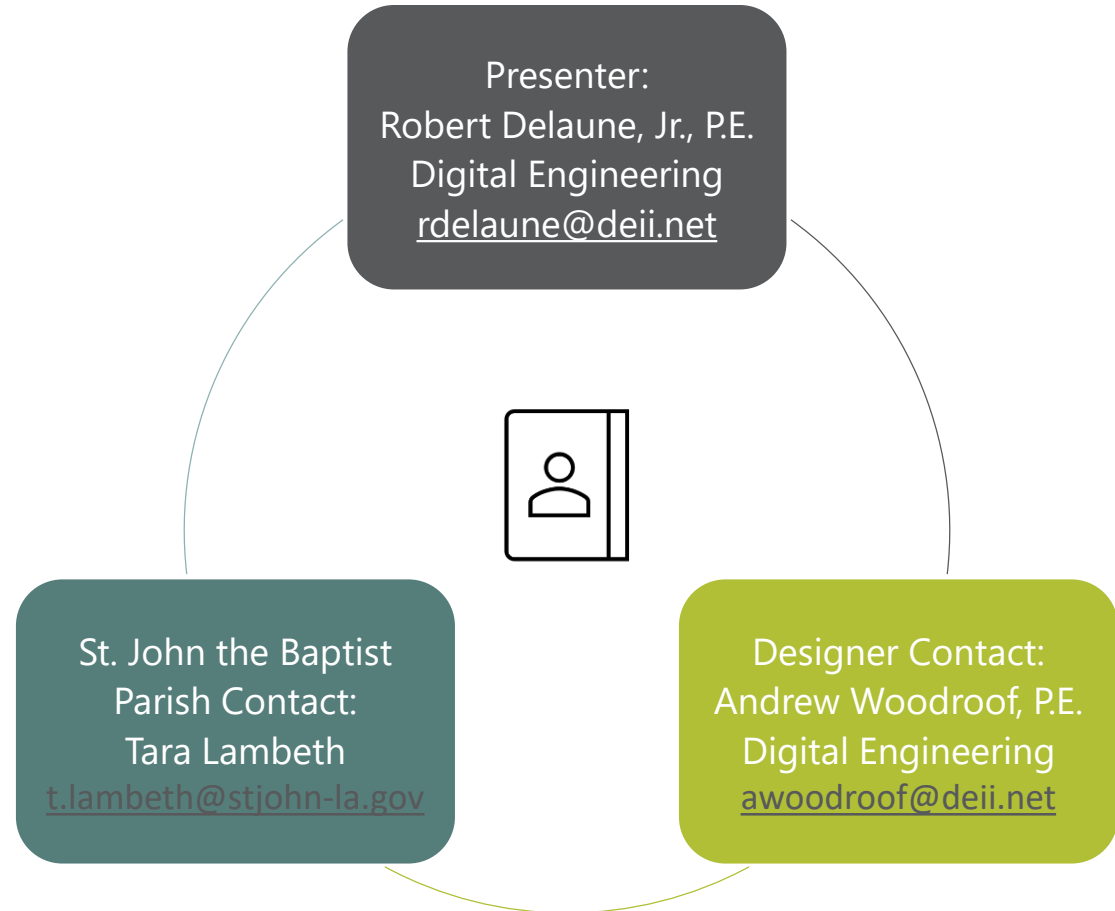 Presenter:
Robert Delaune, Jr., P.E.
Digital Engineering
rdelaune@deii.net
St. John the Baptist
Parish Contact:
Tara Lambeth
t.lambeth@stjohn-la.gov
Designer Contact:
Andrew Woodroof, P.E.
Digital Engineering
awoodroof@deii.net